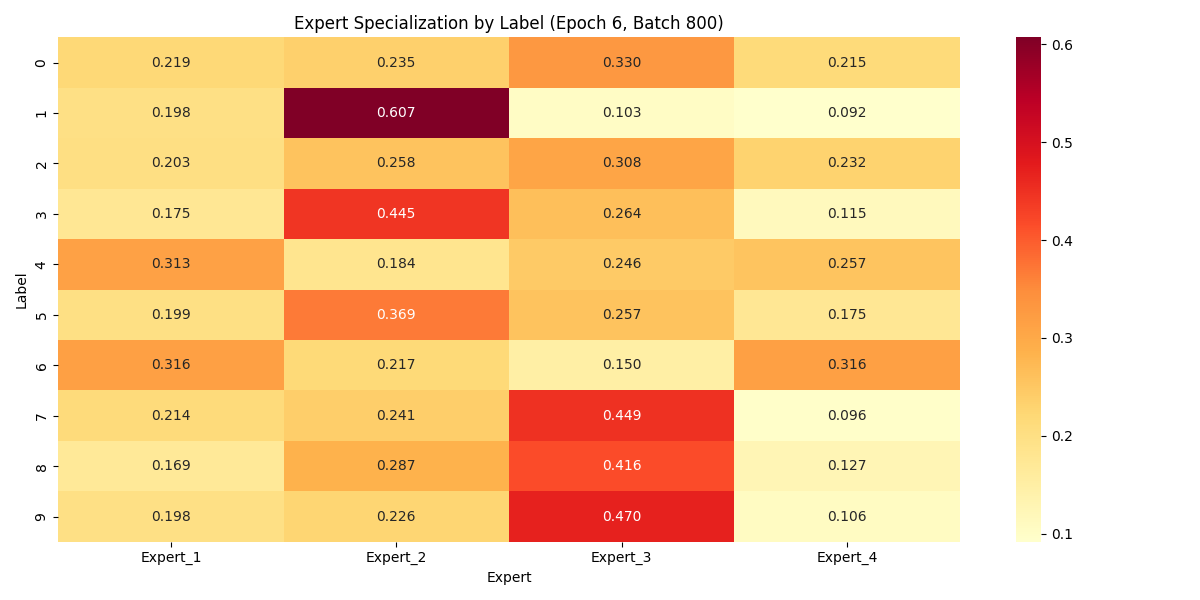 Expert Specialization by Label (Epoch 6, Batch 800)
0 0.219 0.235 0.330 0.215
1 0.198 0.607 0.103 0.092
2 0.203 0.258 0.308 0.232
3 0.175 0.445 0.264 0.115
4 0.313 0.184 0.246 0.257
5 0.199 0.369 0.257 0.175
6 0.316 0.217 0.150 0.316
7 0.214 0.241 0.449 0.096
8 0.169 0.287 0.416 0.127
9 0.198 0.226 0.470 0.106
Label
Expert_1 Expert_2 Expert_3 Expert_4
Expert
0.6
0.5
0.4
0.3
0.2
0.1